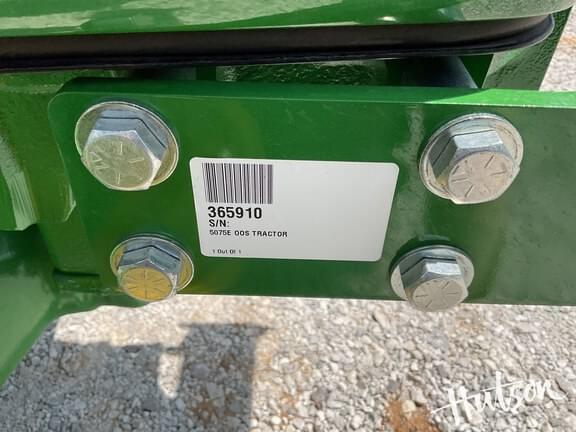 365910
S/N:
5075E OOS TRACTOR
1 Out Of 1
Hutson